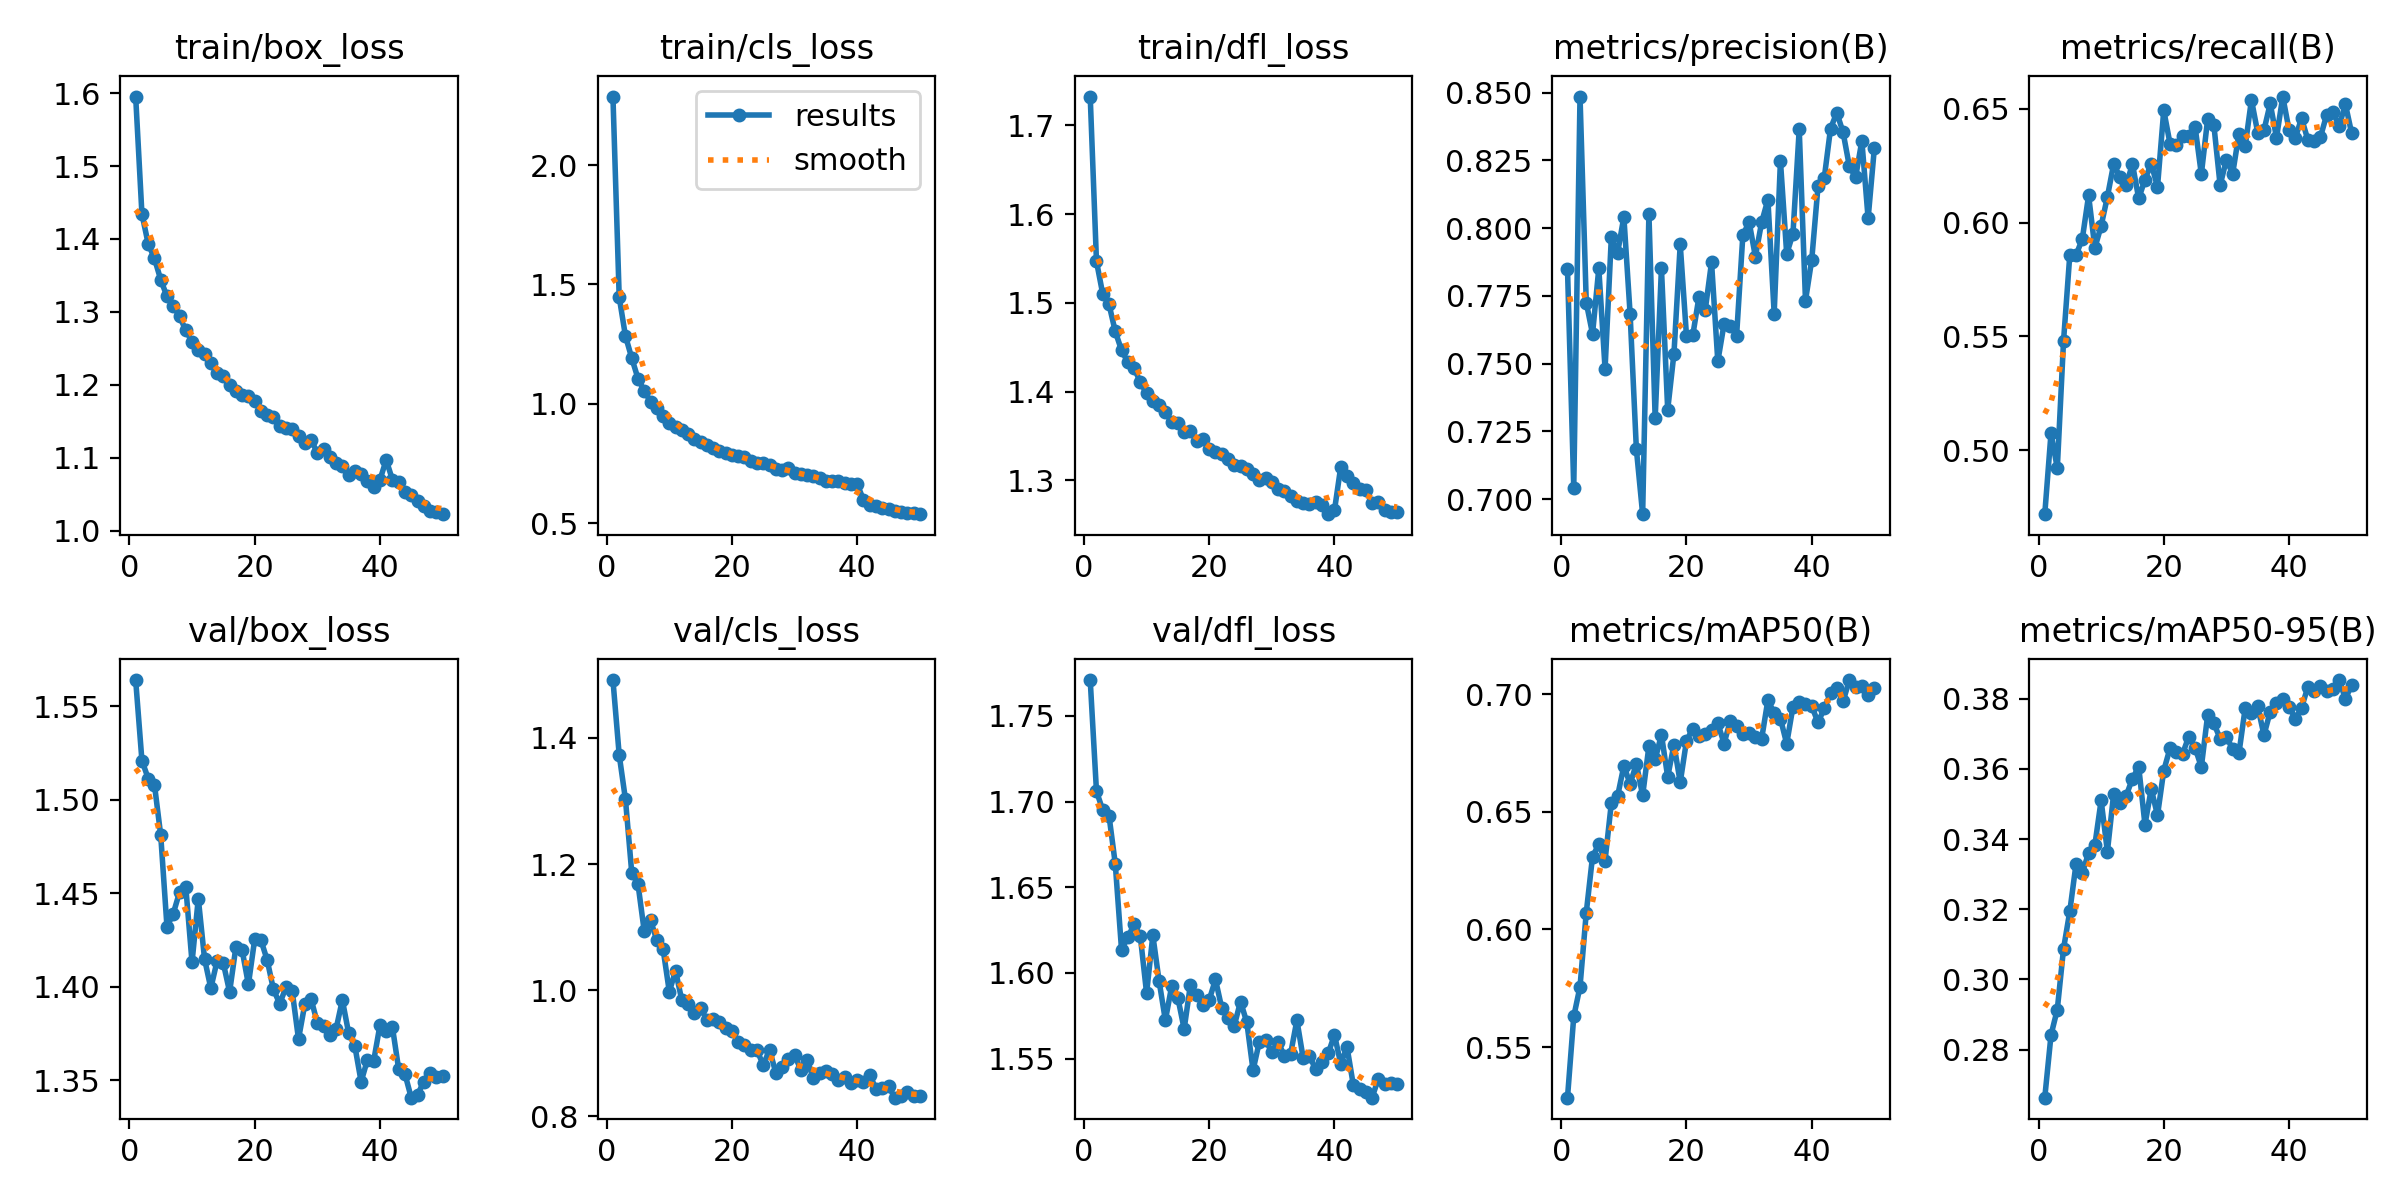 train/box_loss
1.6
1.5
1.4
1.3
1.2
1.1
1.0
0 20 40
train/cls_loss
results
smooth
2.0
1.5
1.0
0.5
0 20 40
train/dfl_loss
1.7
1.6
1.5
1.4
1.3
0 20 40
metrics/precision(B)
0.850
0.825
0.800
0.775
0.750
0.725
0.700
0 20 40
metrics/recall(B)
0.65
0.60
0.55
0.50
0 20 40
val/box_loss
1.55
1.50
1.45
1.40
1.35
0 20 40
val/cls_loss
1.4
1.2
1.0
0.8
0 20 40
val/dfl_loss
1.75
1.70
1.65
1.60
1.55
0 20 40
metrics/mAP50(B)
0.70
0.65
0.60
0.55
0 20 40
metrics/mAP50-95(B)
0.38
0.36
0.34
0.32
0.30
0.28
0 20 40